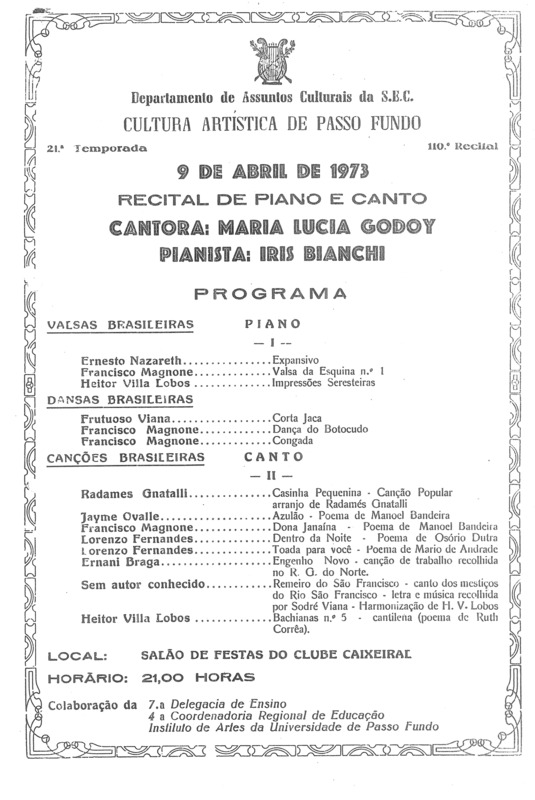 Departamento de Assuntos Culturais da S.E.C.
CULTURA ARTÍSTICA DE PASSO FUNDO
21.ª Temporada 110.º Recital
9 DE ABRIL DE 1973
RECITAL DE PIANO E CANTO
CANTORA: MARIA LUCIA GODOY
PIANISTA: IRIS BIANCHI
PROGRAMA
VALSAS BRASILEIRAS PIANO
— I --
Ernesto Nazareth...............Expansivo
Francisco Magnone.............Valsa da Esquina n.º 1
Heitor Villa Lobos.............Impressões Seresteiras
DANSAS BRASILEIRAS
Frutuoso Viana.................Corta Jaca
Francisco Magnone............Dança do Botocudo
Francisco Magnone............Congada
CANÇÕES BRASILEIRAS CANTO
— II —
Radames Gnatalli..............Casinha Pequenina - Canção Popular
arranjo de Radamés Gnatalli
Jayme Ovalle...................Azulão - Poema de Manoel Bandeira
Francisco Magnone............Dona Janaína - Poema de Manoel Bandeira
Lorenzo Fernandes.............Dentro da Noite - Poema de Osório Dutra
Lorenzo Fernandes.............Toada para você - Poema de Mario de Andrade
Ernani Braga...................Engenho Novo - canção de trabalho recolhida
no R. G. do Norte.
Sem autor conhecido...........Remeiro do São Francisco - canto dos mestiços
do Rio São Francisco - letra e música recolhida
por Sodré Viana - Harmonização de H. V. Lobos
Heitor Villa Lobos .............Bachianas n.º 5 - cantilena (poema de Ruth
Corrêa).
LOCAL: SALÃO DE FESTAS DO CLUBE CAIXEIRAL
HORÁRIO: 21,00 HORAS
Colaboração da 7.a Delegacia de Ensino
4 a Coordenadoria Regional de Educação
Instituto de Artes da Universidade de Passo Fundo